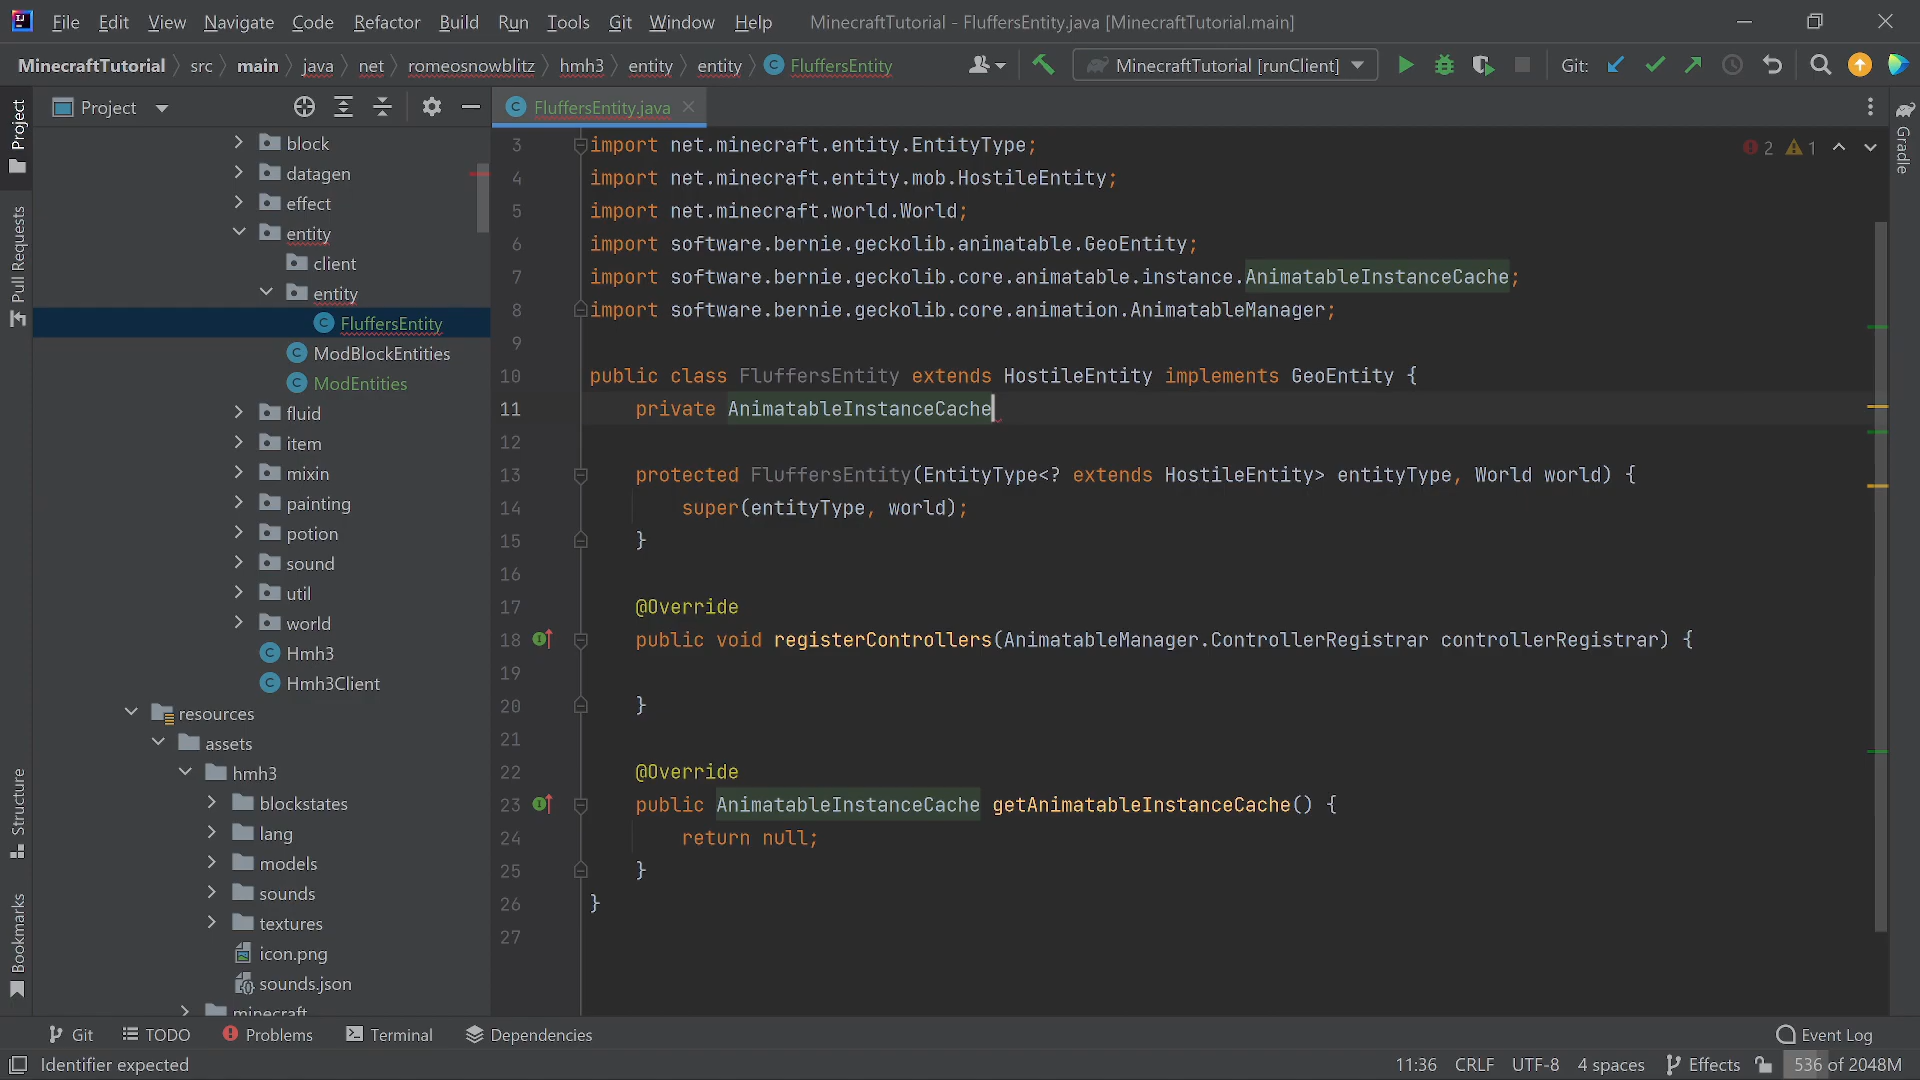 File Edit View Navigate Code Refactor Build Run Tools Git Window Help MinecraftTutorial - FluffersEntity.java [MinecraftTutorial.main]
MinecraftTutorial src main java net romeosnowblitz hmh3 entity entity FluffersEntity MinecraftTutorial [runClient] Git:
Project FluffersEntity.java
block
datagen
effect
entity
client
entity
FluffersEntity
ModBlockEntities
ModEntities
fluid
item
mixin
painting
potion
sound
util
world
Hmh3
Hmh3Client
resources
assets
hmh3
blockstates
lang
models
sounds
textures
icon.png
sounds.json
minecraft
3 import net.minecraft.entity.EntityType;
4 import net.minecraft.entity.mob.HostileEntity;
5 import net.minecraft.world.World;
6 import software.bernie.geckolib.animatable.GeoEntity;
7 import software.bernie.geckolib.core.animatable.instance.AnimatableInstanceCache;
8 import software.bernie.geckolib.core.animation.AnimatableManager;
9
10 public class FluffersEntity extends HostileEntity implements GeoEntity {
11 private AnimatableInstanceCache
12
13 protected FluffersEntity(EntityType<? extends HostileEntity> entityType, World world) {
14 super(entityType, world);
15 }
16
17 @Override
18 public void registerControllers(AnimatableManager.ControllerRegistrar controllerRegistrar) {
19
20 }
21
22 @Override
23 public AnimatableInstanceCache getAnimatableInstanceCache() {
24 return null;
25 }
26 }
27
2 1
Project
Pull Requests
Structure
Bookmarks
Gradle
Git TODO Problems Terminal Dependencies Event Log
Identifier expected 11:36 CRLF UTF-8 4 spaces Effects 536 of 2048M